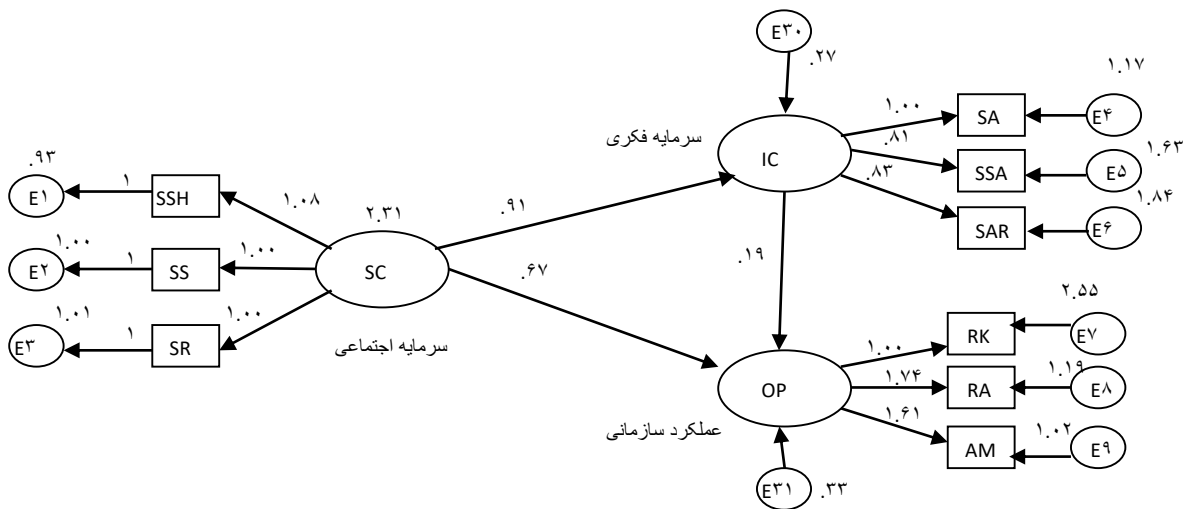 E۳۰
.۲۷
۱.۱۷
۱.۰۰
SA
E۴
سرمایه فکری
.۸۱
۱.۶۳
IC
SSA
E۵
.۹۳
.۸۳
۱.۸۴
E۱
۱
SSH
۱.۰۸
۲.۳۱
.۹۱
SAR
E۶
۱.۰۰
E۲
۱
SS
۱.۰۰
SC
.۶۷
.۱۹
۱.۰۱
E۳
۱
SR
۱.۰۰
سرمایه اجتماعی
۲.۵۵
RK
E۷
۱.۰۰
۱.۷۴
۱.۱۹
OP
RA
E۸
عملکرد سازمانی
۱.۶۱
۱.۰۲
AM
E۹
E۳۱
.۳۳